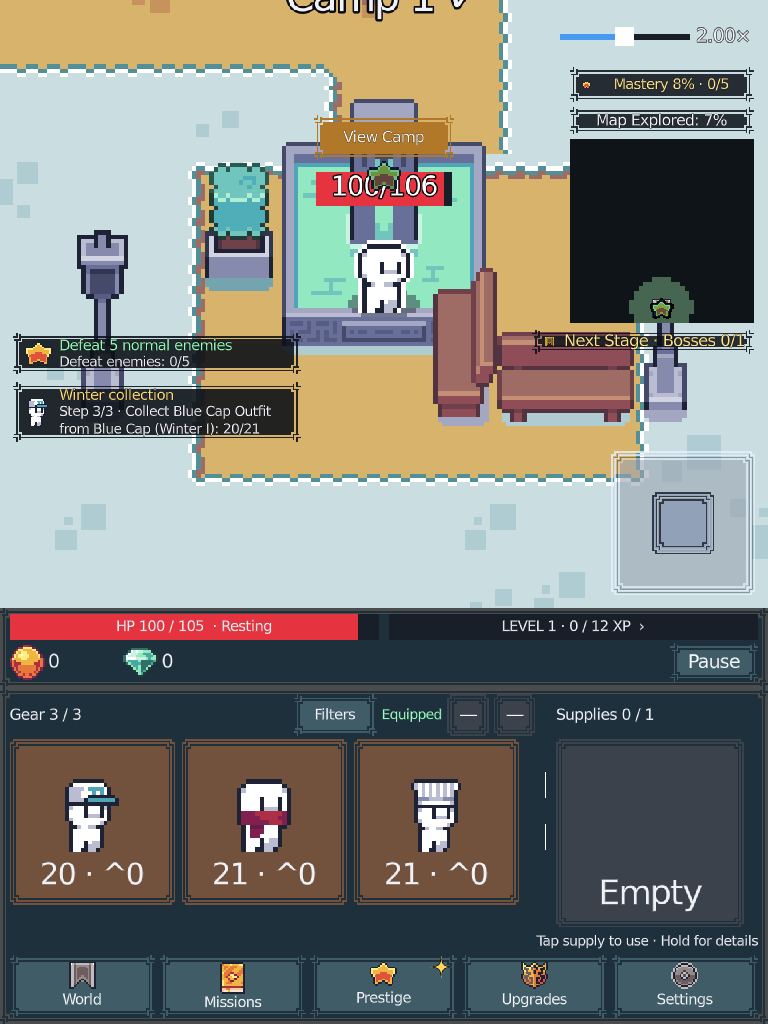 Camp 1 ✓
2.00×
Mastery 8% · 0/5
Map Explored: 7%
View Camp
100/106
Next Stage · Bosses 0/1
Defeat 5 normal enemies
Defeat enemies: 0/5
Winter collection
Step 3/3 · Collect Blue Cap Outfit
from Blue Cap (Winter I): 20/21
HP 100 / 105 · Resting
LEVEL 1 · 0 / 12 XP ›
0
0
Pause
Gear 3 / 3
Filters
Equipped
—
—
Supplies 0 / 1
20 · ^0
21 · ^0
21 · ^0
Empty
Tap supply to use · Hold for details
World
Missions
Prestige
Upgrades
Settings